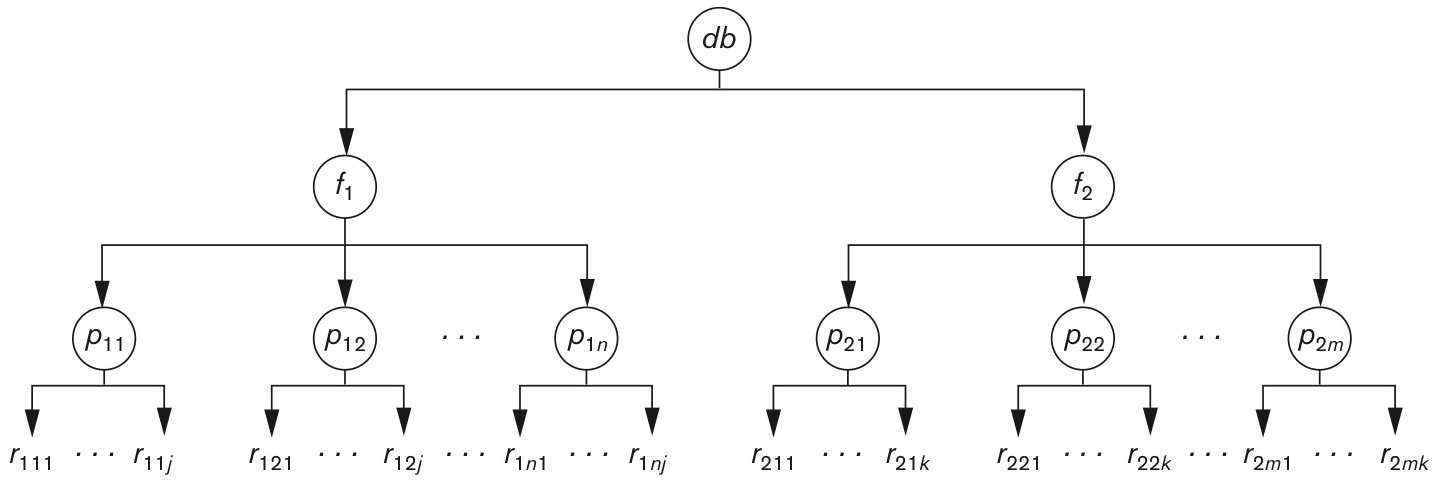 db
f₁ f₂
p₁₁ p₁₂ · · · p₁ₙ p₂₁ p₂₂ · · · p₂ₘ
r₁₁₁ · · · r₁₁ⱼ r₁₂₁ · · · r₁₂ⱼ · · · r₁ₙ₁ · · · r₁ₙⱼ r₂₁₁ · · · r₂₁ₖ r₂₂₁ · · · r₂₂ₖ · · · r₂ₘ₁ · · · r₂ₘₖ